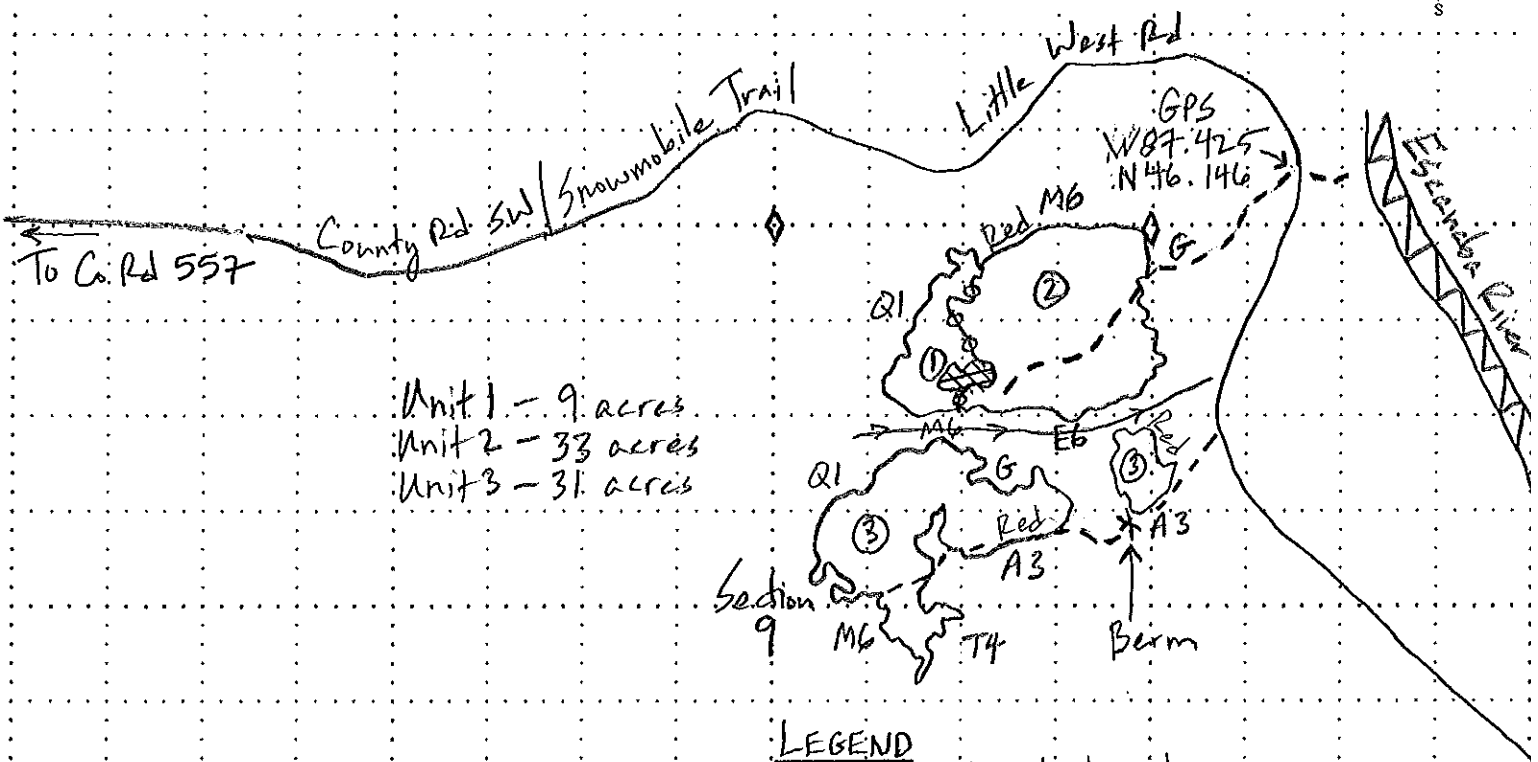 s
Little West Rd
County Rd SW/Snowmobile Trail
GPS
W87.425
N46.146
Escanaba River
To Co. Rd 557
Red M6
G
Q1
②
①
Unit 1 - 9 acres
Unit 2 - 33 acres
Unit 3 - 31 acres
M6
E6
Red
③
Q1
G
③
Red
A3
A3
Section
9
M6
T4
Berm
LEGEND